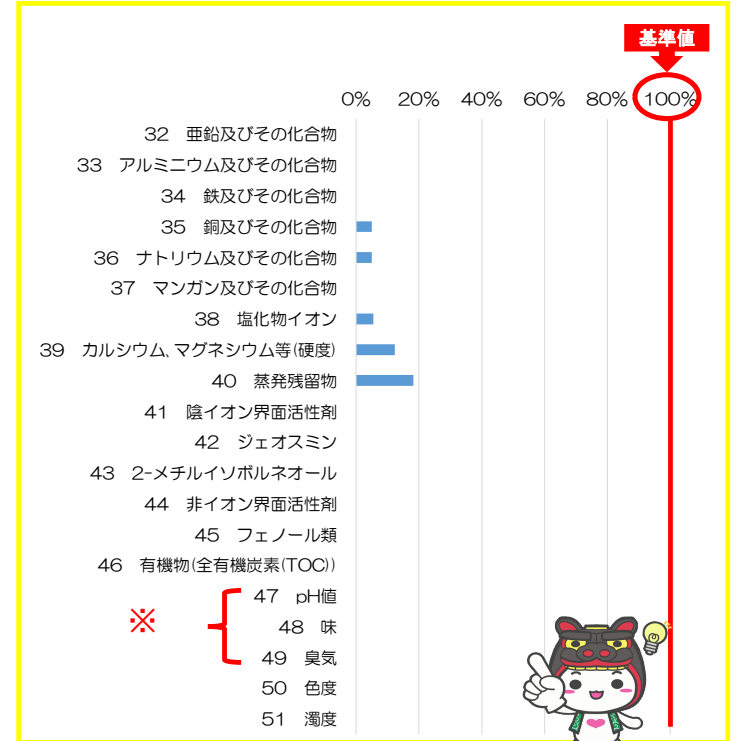 基準値
0% 20% 40% 60% 80% 100%
32 亜鉛及びその化合物
33 アルミニウム及びその化合物
34 鉄及びその化合物
35 銅及びその化合物
36 ナトリウム及びその化合物
37 マンガン及びその化合物
38 塩化物イオン
39 カルシウム、マグネシウム等(硬度)
40 蒸発残留物
41 陰イオン界面活性剤
42 ジェオスミン
43 2-メチルイソボルネオール
44 非イオン界面活性剤
45 フェノール類
46 有機物(全有機炭素(TOC))
47 pH値
※
48 味
49 臭気
50 色度
51 濁度